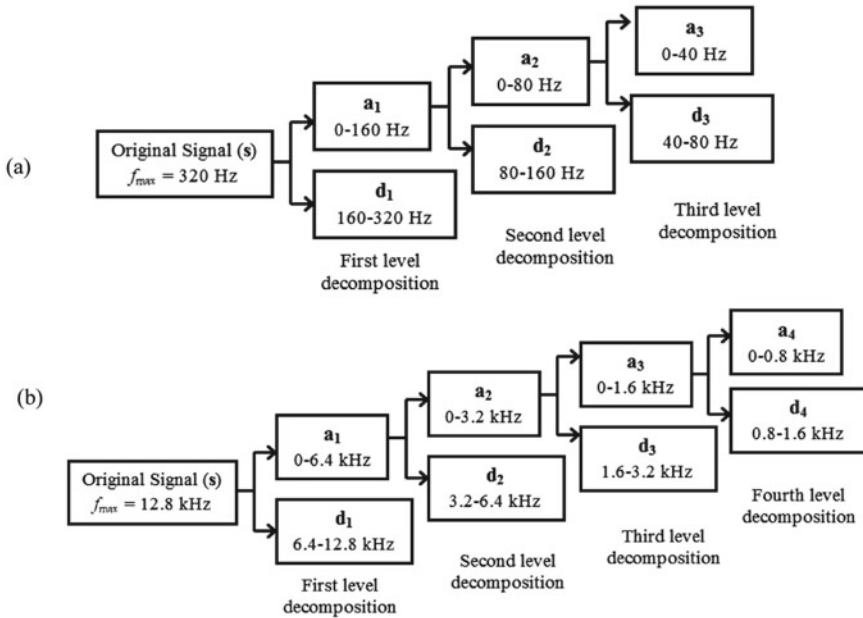 (a)
Original Signal (s)
fmax = 320 Hz
a1
0-160 Hz
d1
160-320 Hz
First level
decomposition
a2
0-80 Hz
d2
80-160 Hz
Second level
decomposition
a3
0-40 Hz
d3
40-80 Hz
Third level
decomposition
(b)
Original Signal (s)
fmax = 12.8 kHz
a1
0-6.4 kHz
d1
6.4-12.8 kHz
First level
decomposition
a2
0-3.2 kHz
d2
3.2-6.4 kHz
Second level
decomposition
a3
0-1.6 kHz
d3
1.6-3.2 kHz
Third level
decomposition
a4
0-0.8 kHz
d4
0.8-1.6 kHz
Fourth level
decomposition